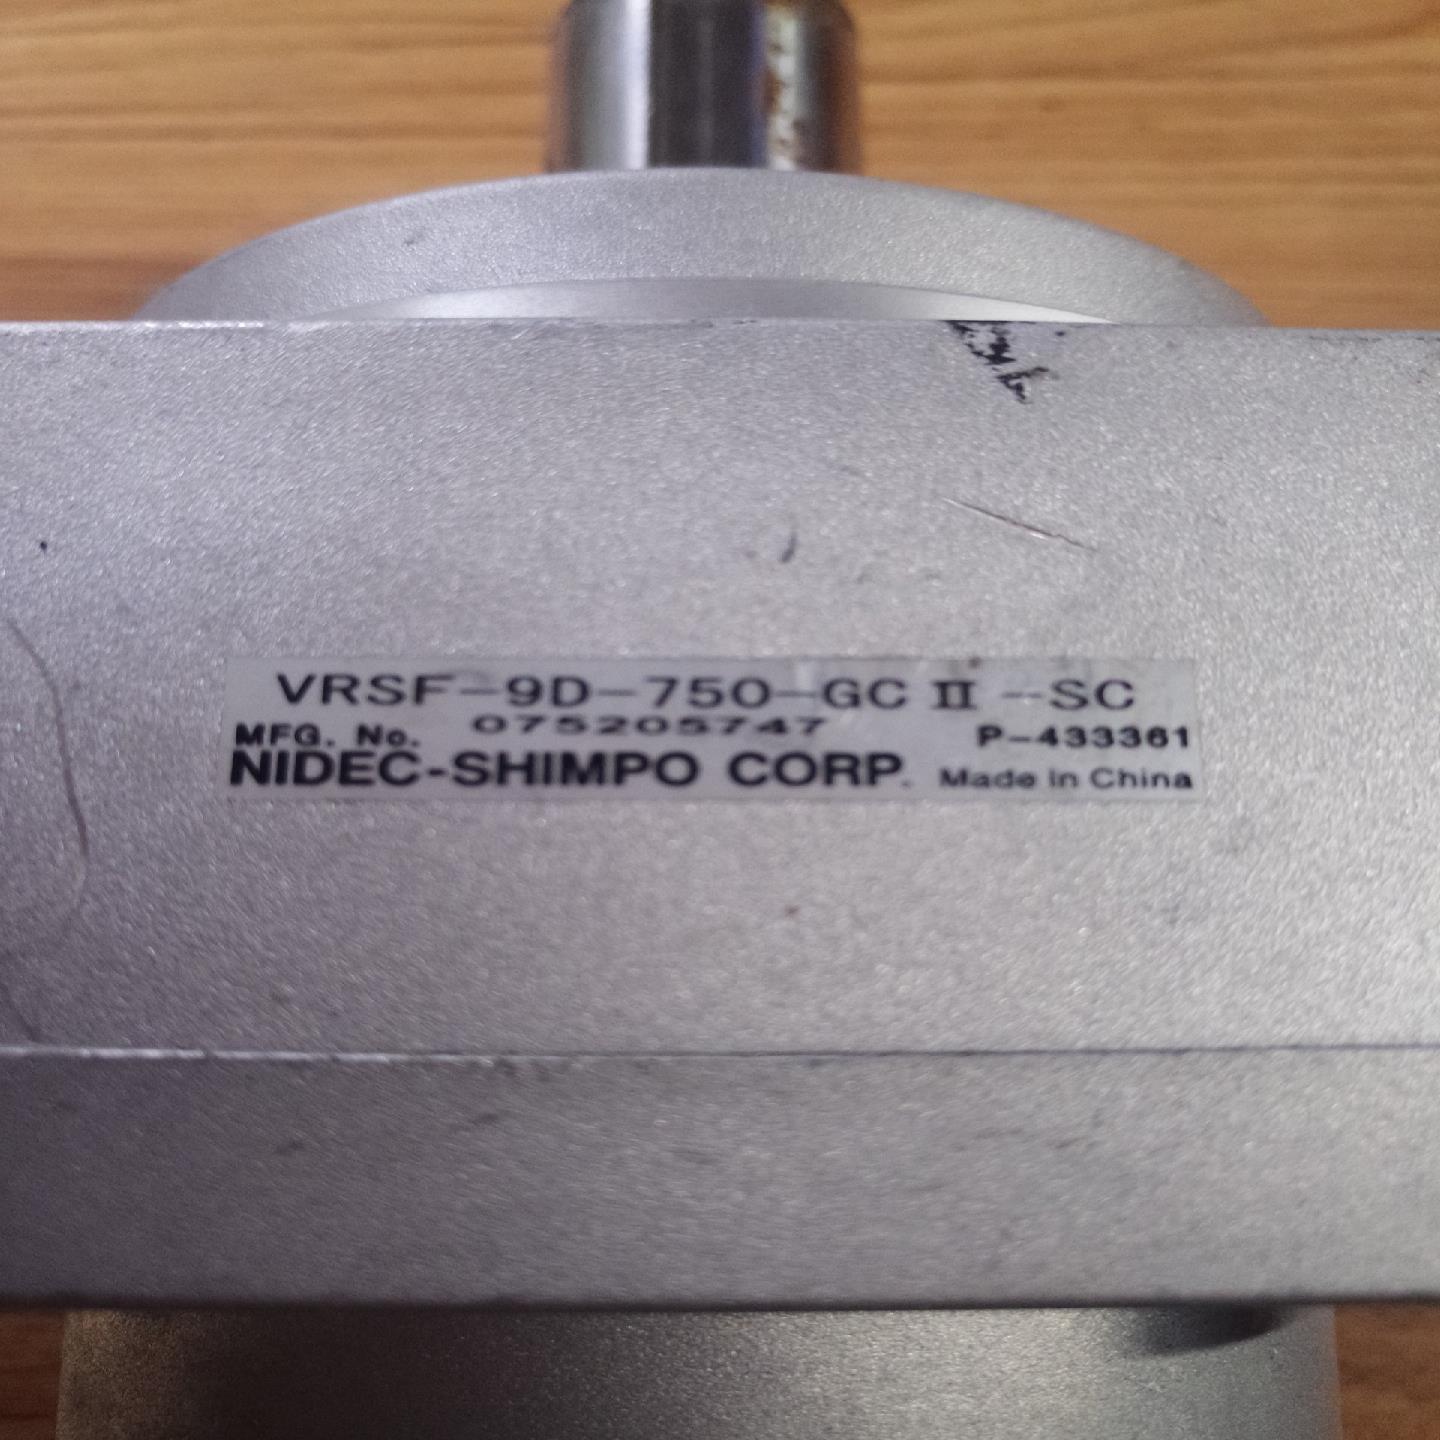 VRSF-9D-750-GC II -SC
MFG. No. 075205747 P-433361
NIDEC-SHIMPO CORP. Made in China